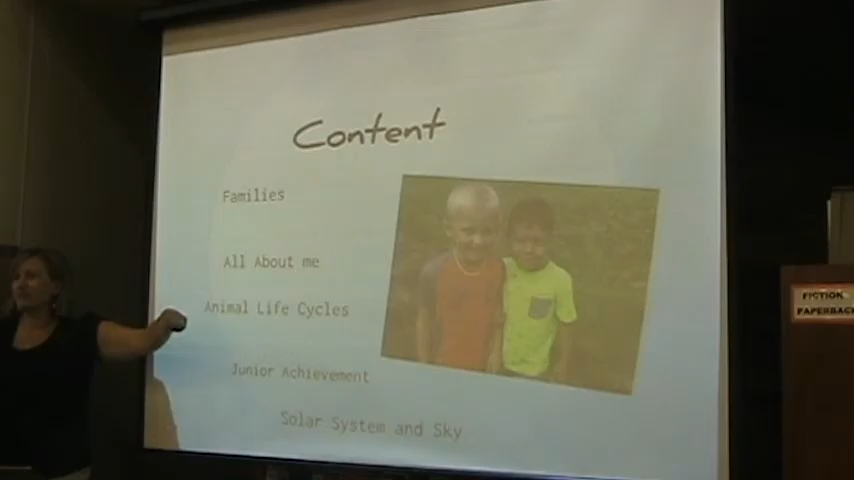 Content
Families
All About me
Animal Life Cycles
Junior Achievement
Solar System and Sky
FICTION
PAPERBACK